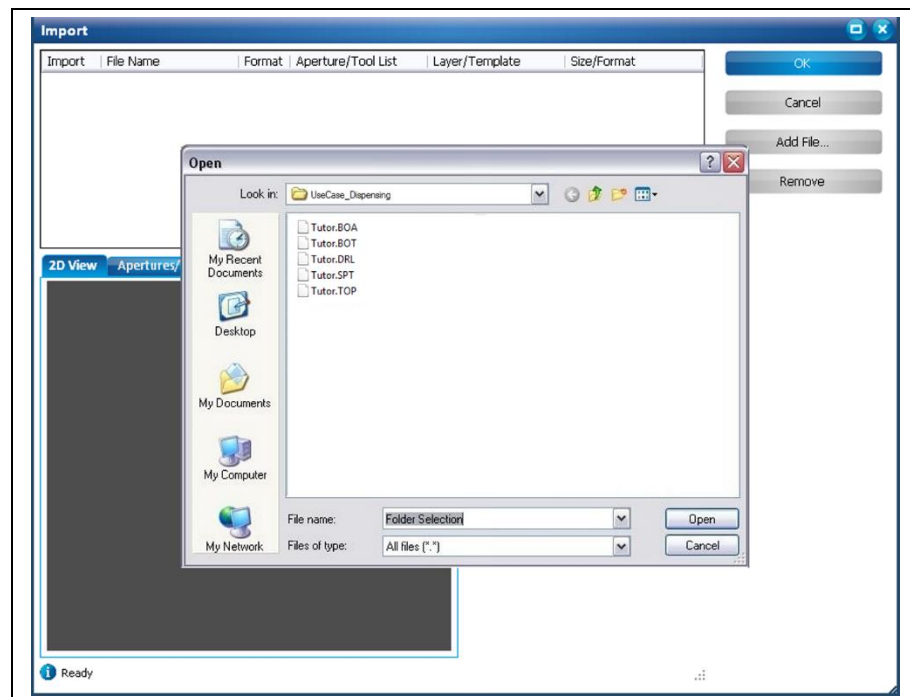 Import
Import File Name Format Aperture/Tool List Layer/Template Size/Format
OK
Cancel
Add File...
Remove
Open
Look in: UseCase_Dispensing
My Recent Documents
Desktop
My Documents
My Computer
My Network
Tutor.BOA
Tutor.BOT
Tutor.DRL
Tutor.SPT
Tutor.TOP
File name: Folder Selection Open
Files of type: All files (*.*) Cancel
2D View Apertures/
Ready